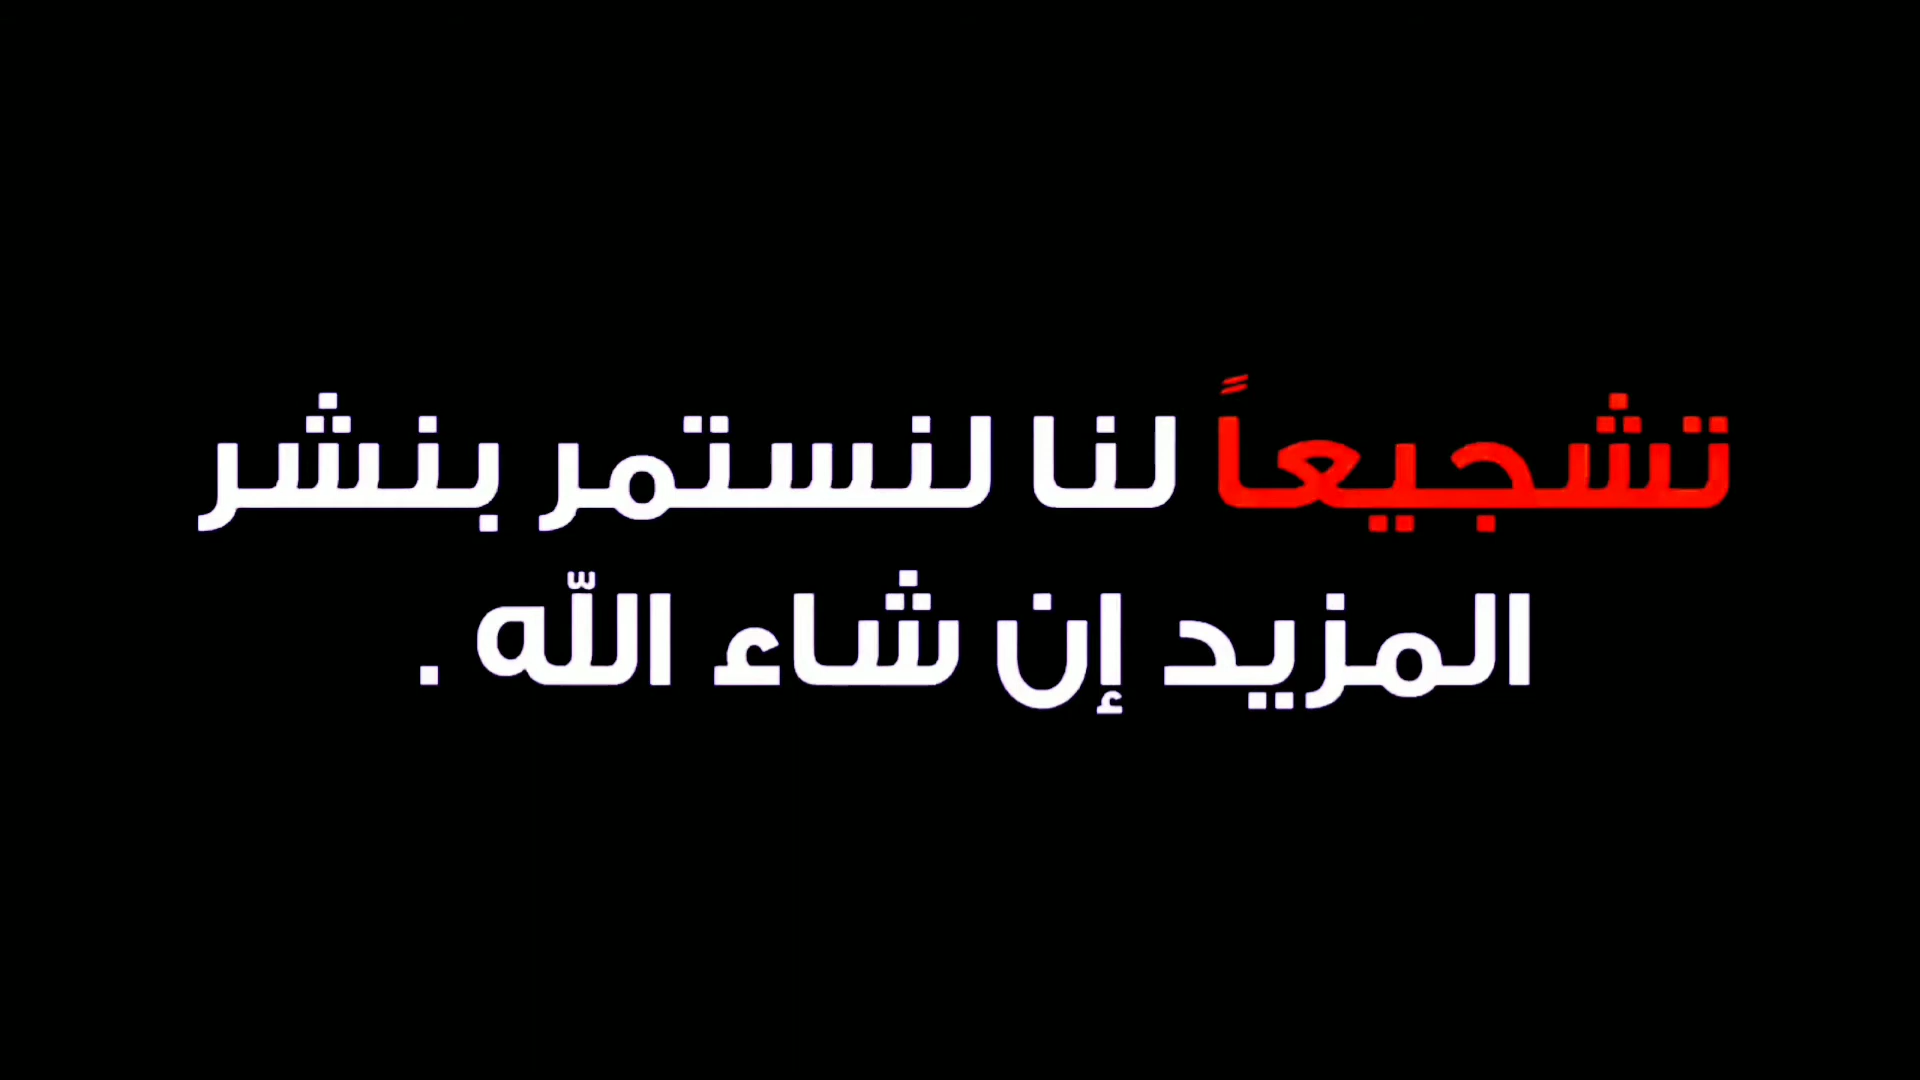 تشجيعاً لنا لنستمر بنشر
المزيد إن شاء اللّه .